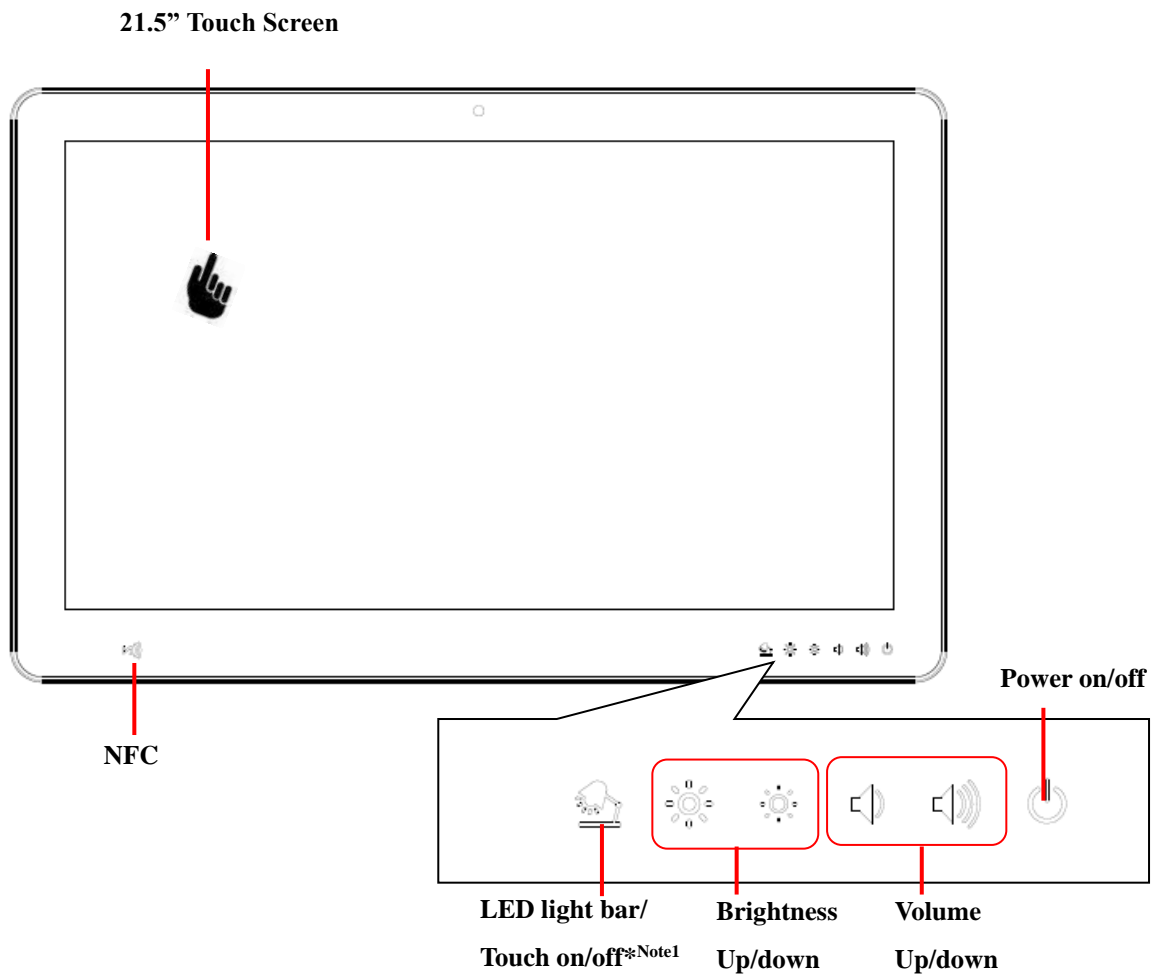 21.5” Touch Screen
Power on/off
NFC
LED light bar/
Touch on/off*Note1
Brightness
Up/down
Volume
Up/down